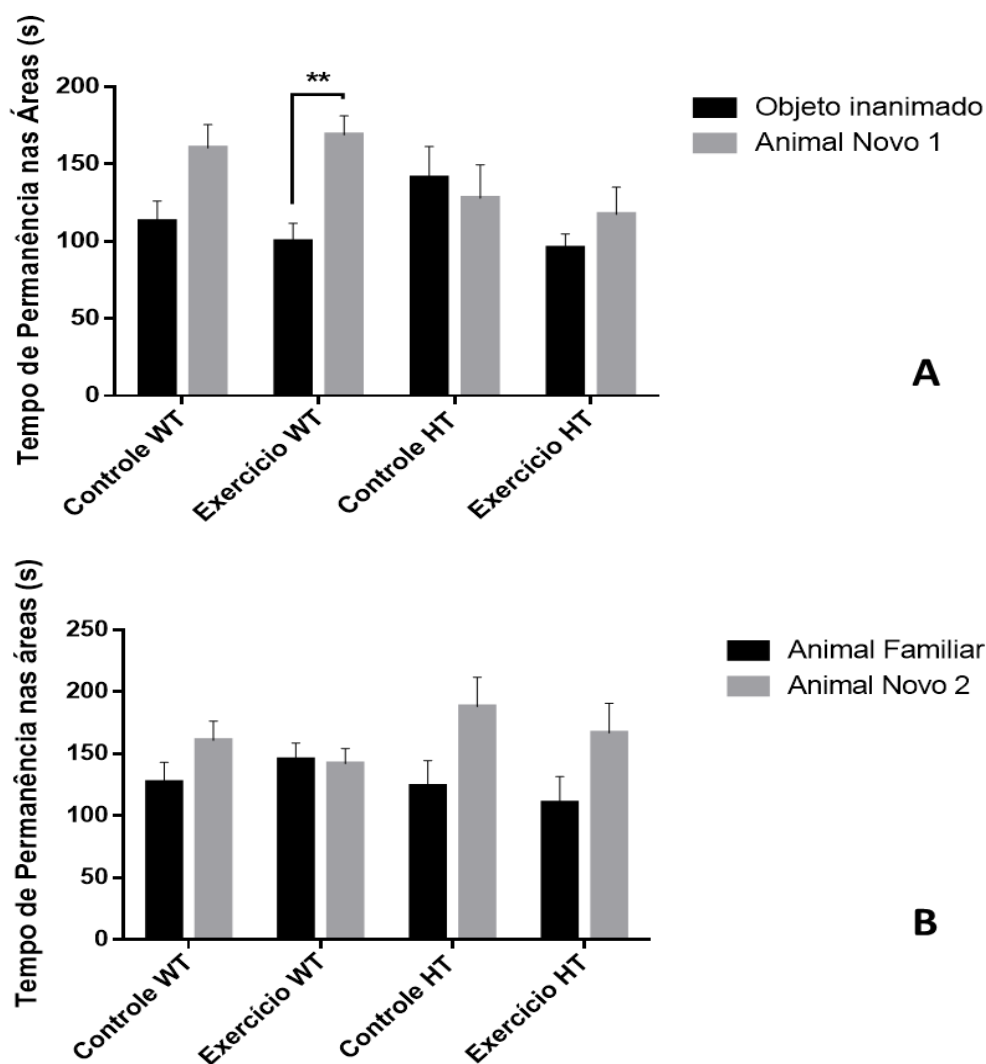 Tempo de Permanência nas Áreas (s)
200
150
100
50
0
**
Controle WT
Exercício WT
Controle HT
Exercício HT
Objeto inanimado
Animal Novo 1
A
Tempo de Permanência nas áreas (s)
250
200
150
100
50
0
Controle WT
Exercício WT
Controle HT
Exercício HT
Animal Familiar
Animal Novo 2
B